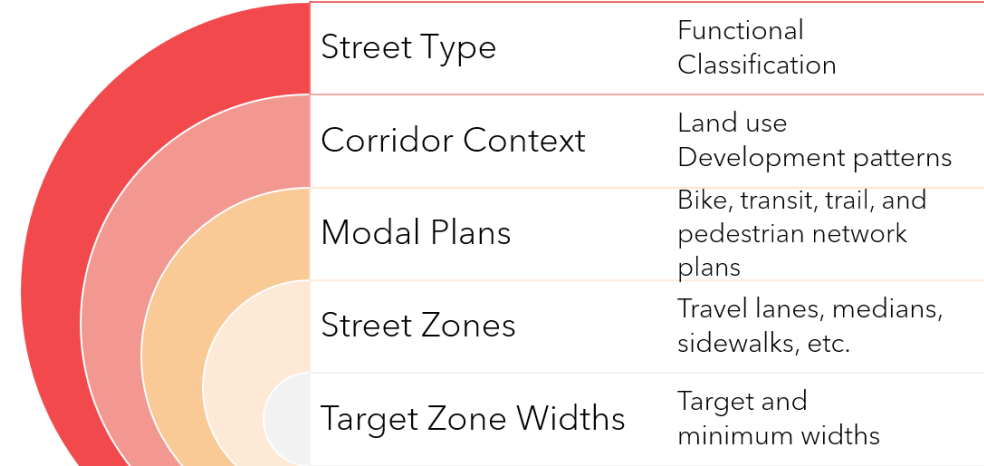 Street Type
Functional
Classification
Corridor Context
Land use
Development patterns
Modal Plans
Bike, transit, trail, and
pedestrian network
plans
Street Zones
Travel lanes, medians,
sidewalks, etc.
Target Zone Widths
Target and
minimum widths